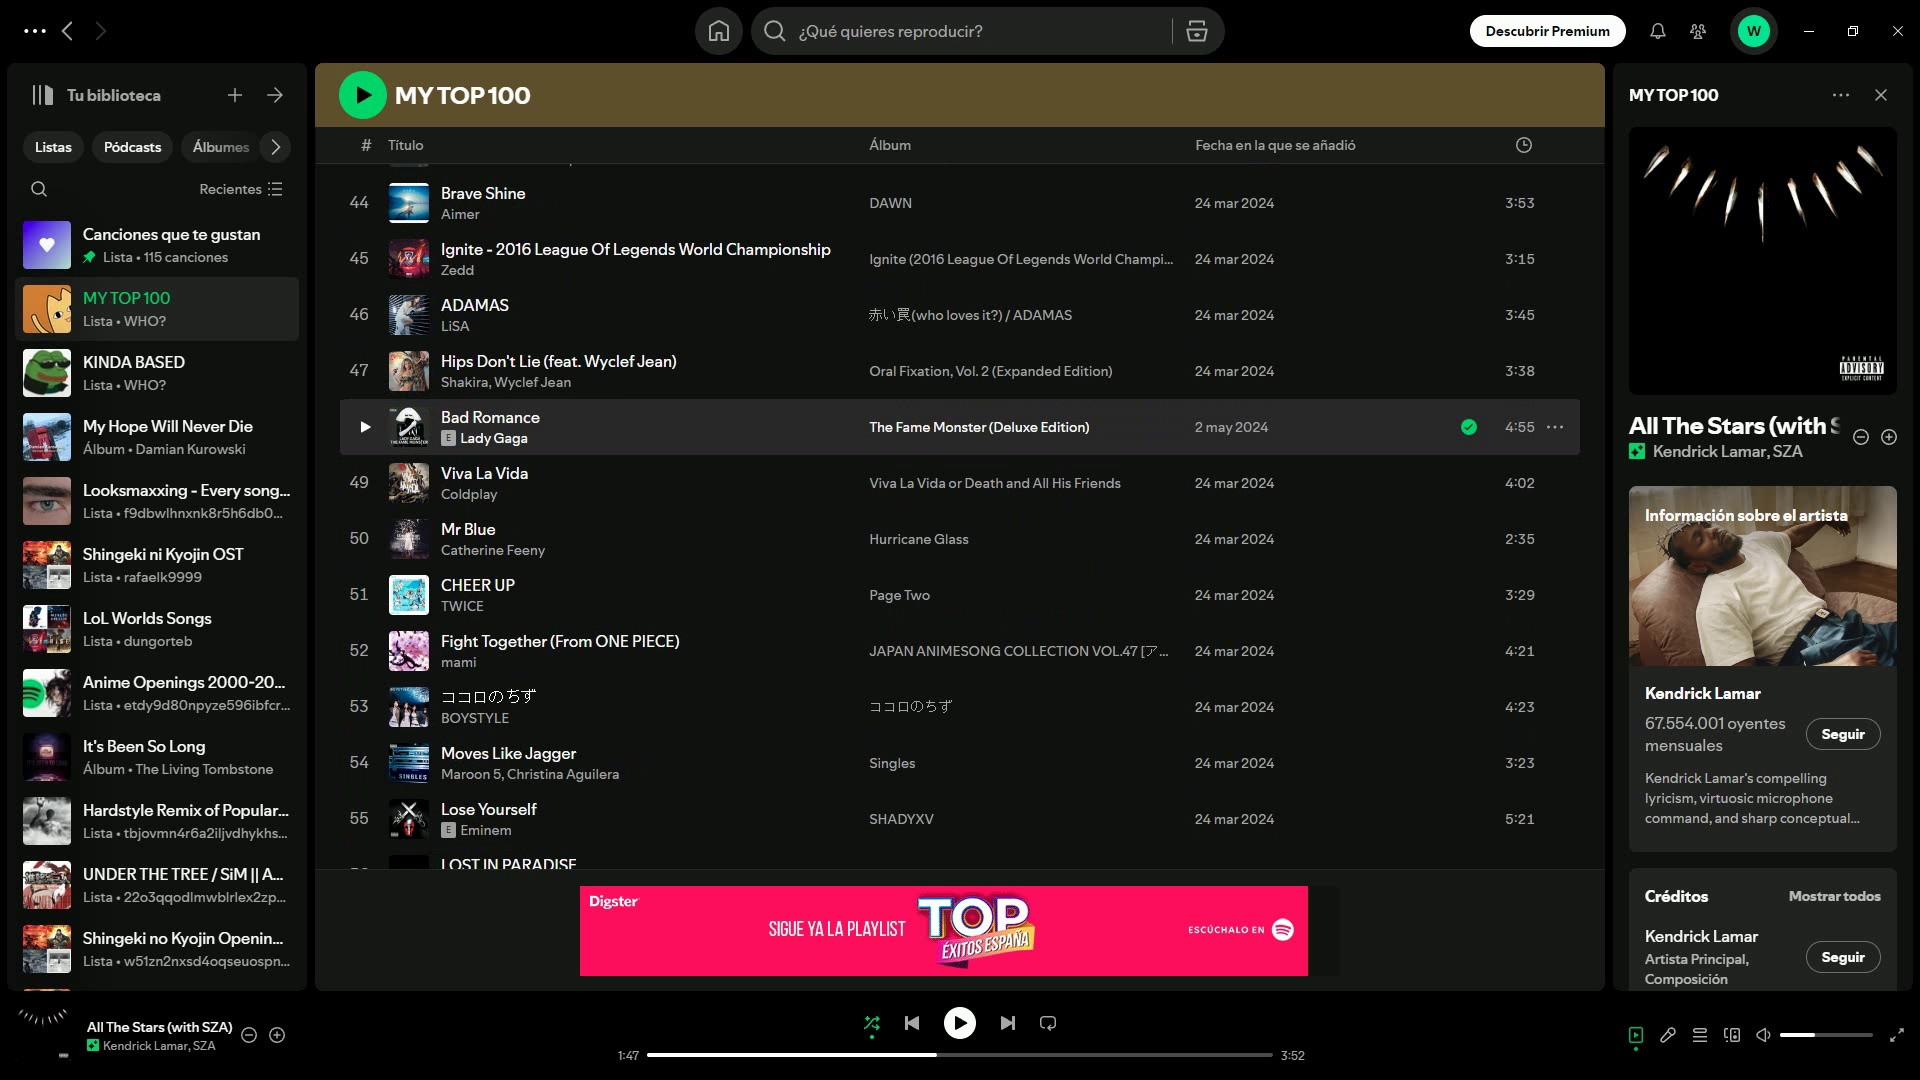 ¿Qué quieres reproducir?
Descubrir Premium
W
Tu biblioteca
Listas
Pódcasts
Álbumes
Recientes
Canciones que te gustan
Lista • 115 canciones
MY TOP 100
Lista • WHO?
KINDA BASED
Lista • WHO?
My Hope Will Never Die
Álbum • Damian Kurowski
Looksmaxxing - Every song...
Lista • f9dbwlhnxnk8r5h6db0...
Shingeki ni Kyojin OST
Lista • rafaelk9999
LoL Worlds Songs
Lista • dungorteb
Anime Openings 2000-20...
Lista • etdy9d80npyze596ibfcr...
It's Been So Long
Álbum • The Living Tombstone
Hardstyle Remix of Popular...
Lista • tbjovmn4r6a2iljvdhykhs...
UNDER THE TREE / SiM || A...
Lista • 22o3qqodlmwblrlex2zp...
Shingeki no Kyojin Openin...
Lista • w51zn2nxsd4oqseuospn...
MY TOP 100
# Título Álbum Fecha en la que se añadió
44 Brave Shine DAWN 24 mar 2024 3:53
Aimer
45 Ignite - 2016 League Of Legends World Championship Ignite (2016 League Of Legends World Champi... 24 mar 2024 3:15
Zedd
46 ADAMAS 赤い罠(who loves it?) / ADAMAS 24 mar 2024 3:45
LiSA
47 Hips Don't Lie (feat. Wyclef Jean) Oral Fixation, Vol. 2 (Expanded Edition) 24 mar 2024 3:38
Shakira, Wyclef Jean
Bad Romance The Fame Monster (Deluxe Edition) 2 may 2024 4:55
E Lady Gaga
49 Viva La Vida Viva La Vida or Death and All His Friends 24 mar 2024 4:02
Coldplay
50 Mr Blue Hurricane Glass 24 mar 2024 2:35
Catherine Feeny
51 CHEER UP Page Two 24 mar 2024 3:29
TWICE
52 Fight Together (From ONE PIECE) JAPAN ANIMESONG COLLECTION VOL.47 [ア... 24 mar 2024 4:21
mami
53 ココロのちず ココロのちず 24 mar 2024 4:23
BOYSTYLE
54 Moves Like Jagger Singles 24 mar 2024 3:23
Maroon 5, Christina Aguilera
55 Lose Yourself SHADYXV 24 mar 2024 5:21
E Eminem
LOST IN PARADISE
Digster
SIGUE YA LA PLAYLIST
TOP
ÉXITOS ESPAÑA
ESCÚCHALO EN
MY TOP 100
PARENTAL
ADVISORY
EXPLICIT CONTENT
All The Stars (with S
Kendrick Lamar, SZA
Información sobre el artista
Kendrick Lamar
67.554.001 oyentes
mensuales
Seguir
Kendrick Lamar's compelling
lyricism, virtuosic microphone
command, and sharp conceptual...
Créditos
Mostrar todos
Kendrick Lamar
Artista Principal,
Composición
Seguir
All The Stars (with SZA)
Kendrick Lamar, SZA
1:47
3:52